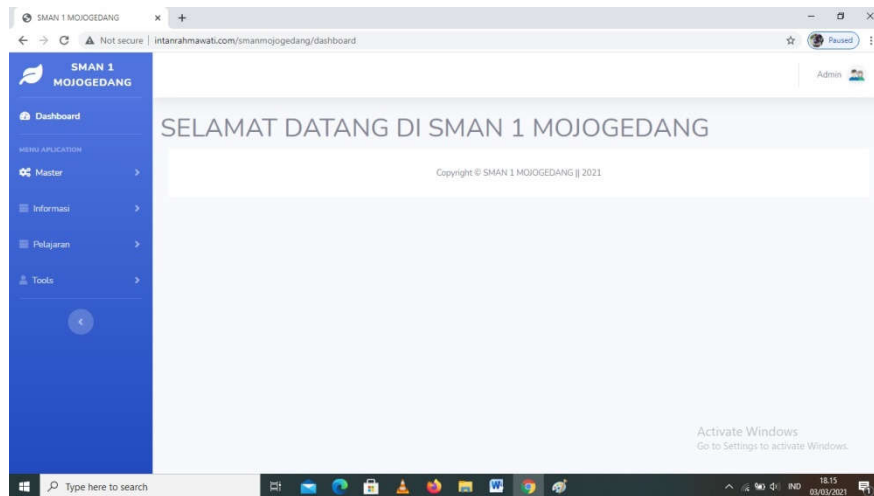 SMAN 1 MOJOGEDANG
Not secure | intanrahmawati.com/smanmojogedang/dashboard
Paused
SMAN 1
MOJOGEDANG
Admin
Dashboard
SELAMAT DATANG DI SMAN 1 MOJOGEDANG
MENU APLICATION
Master
Copyright © SMAN 1 MOJOGEDANG || 2021
Informasi
Pelajaran
Tools
Activate Windows
Go to Settings to activate Windows.
Type here to search
IND
18.15
03/03/2021